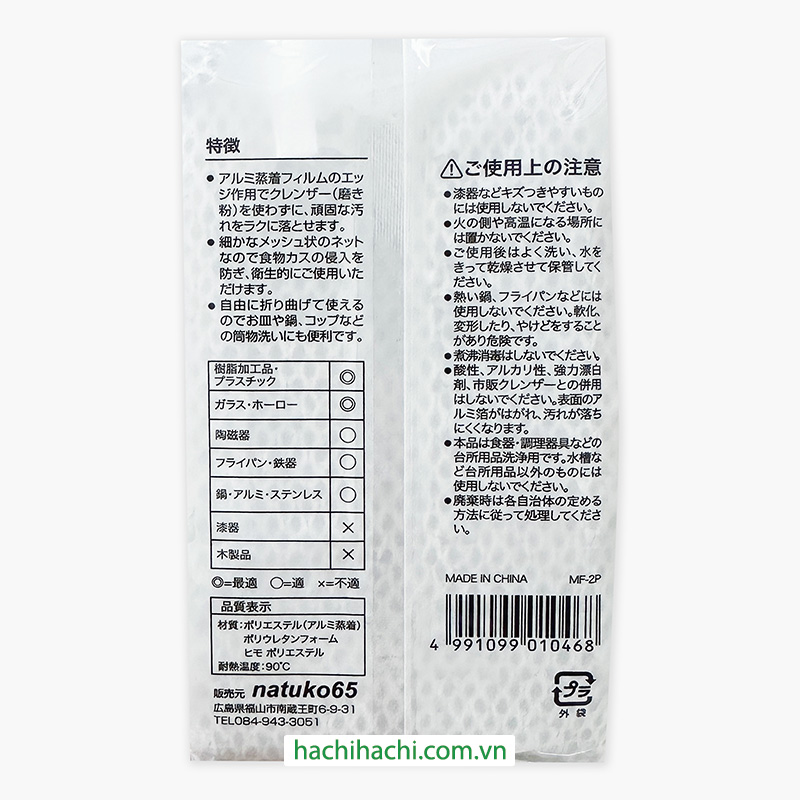 特徴
●アルミ蒸着フィルムのエッ
ジ作用でクレンザー(磨き
粉)を使わずに、頑固な汚
れをラクに落とせます。
●細かなメッシュ状のネット
なので食物カスの侵入を
防ぎ、衛生的にご使用いた
だけます。
●自由に折り曲げて使える
のでお皿や鍋、コップなど
の筒物洗いにも便利です。
樹脂加工品・
プラスチック ◎
ガラス・ホーロー ◎
陶磁器 ○
フライパン・鉄器 ○
鍋・アルミ・ステンレス ○
漆器 ×
木製品 ×
◎=最適 ○=適 ×=不適
品質表示
材質:ポリエステル(アルミ蒸着)
ポリウレタンフォーム
ヒモ ポリエステル
耐熱温度:90℃
販売元 natuko65
広島県福山市南蔵王町6-9-31
TEL084-943-3051
⚠ご使用上の注意
●漆器などキズつきやすいもの
には使用しないでください。
●火の側や高温になる場所に
は置かないでください。
●ご使用後はよく洗い、水を
きって乾燥させて保管してく
ださい。
●熱い鍋、フライパンなどには
使用しないでください。軟化、
変形したり、やけどをすること
があり危険です。
●煮沸消毒はしないでください。
●酸性、アルカリ性、強力漂白
剤、市販クレンザーとの併用
はしないでください。表面のア
ルミ箔がはがれ、汚れが落ち
にくくなります。
●本品は食器・調理器具などの
台所用品洗浄用です。水槽な
ど台所用品以外のものには
使用しないでください。
●廃棄時は各自治体の定める
方法に従って処理してくださ
い。
MADE IN CHINA MF-2P
4 991099 010468
プラ
外袋
hachihachi.com.vn